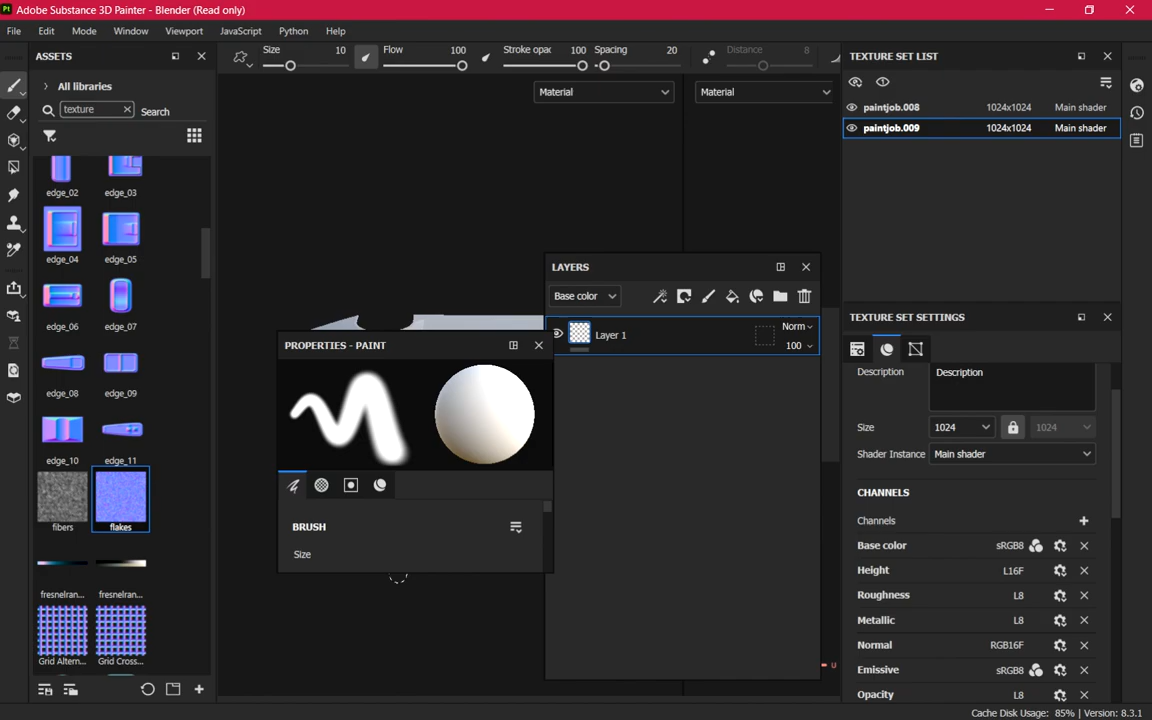 Pt Adobe Substance 3D Painter - Blender (Read only)
File Edit Mode Window Viewport JavaScript Python Help
ASSETS
Size 10 Flow 100 Stroke opac 100 Spacing 20 Distance 8
TEXTURE SET LIST
All libraries
texture Search
Material Material
paintjob.008 1024x1024 Main shader
paintjob.009 1024x1024 Main shader
edge_02 edge_03
edge_04 edge_05
edge_06 edge_07
edge_08 edge_09
edge_10 edge_11
fibers flakes
fresnelran... fresnelran...
Grid Altern... Grid Cross...
LAYERS
Base color
Layer 1 Norm
100
PROPERTIES - PAINT
BRUSH
Size
TEXTURE SET SETTINGS
Description Description
Size 1024 1024
Shader Instance Main shader
CHANNELS
Channels
Base color sRGB8
Height L16F
Roughness L8
Metallic L8
Normal RGB16F
Emissive sRGB8
Opacity L8
U
Cache Disk Usage: 85% | Version: 8.3.1